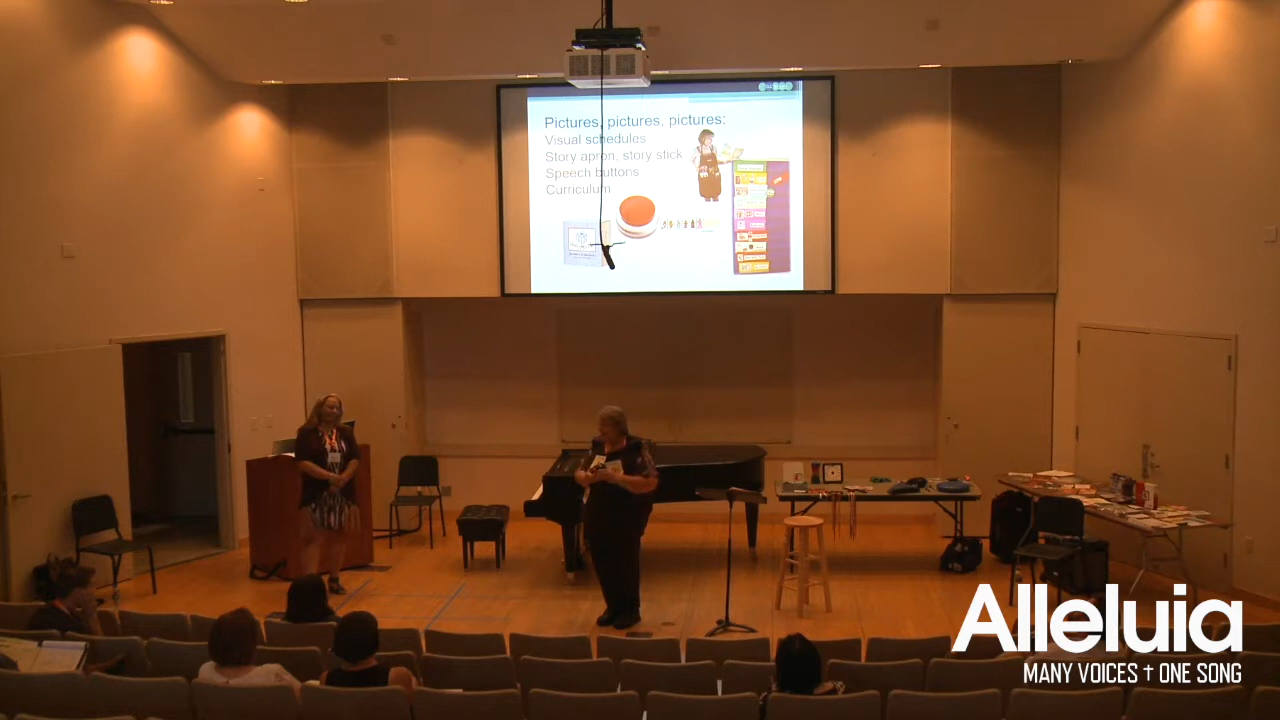 Pictures, pictures, pictures:
Visual schedules
Story apron, story stick
Speech buttons
Curriculum
Alleluia
MANY VOICES † ONE SONG